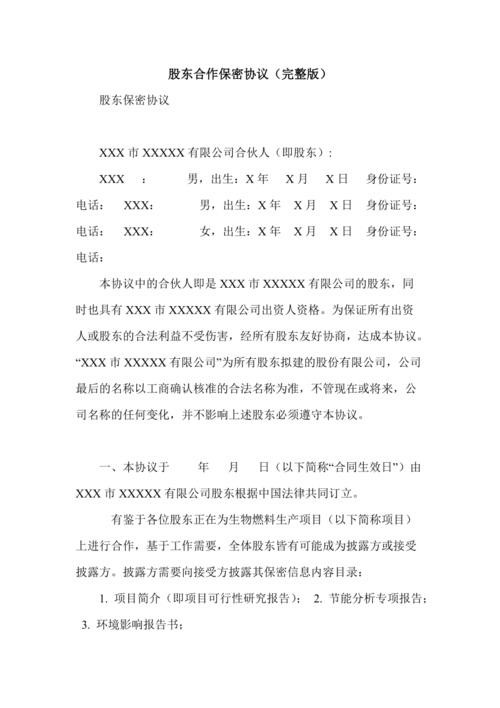 股东合作保密协议（完整版）
股东保密协议
XXX 市 XXXXX 有限公司合伙人（即股东）:
XXX ： 男，出生：X 年 X 月 X 日 身份证号：
电话： XXX： 男，出生：X 年 X 月 X 日 身份证号：
电话： XXX： 女，出生：X 年 X 月 X 日 身份证号：
电话：
本协议中的合伙人即是 XXX 市 XXXXX 有限公司的股东，同
时也具有 XXX 市 XXXXX 有限公司出资人资格。为保证所有出资
人或股东的合法利益不受伤害，经所有股东友好协商，达成本协议。
“XXX 市 XXXXX 有限公司”为所有股东拟建的股份有限公司，公司
最后的名称以工商确认核准的合法名称为准，不管现在或将来，公
司名称的任何变化，并不影响上述股东必须遵守本协议。
一、本协议于 年 月 日（以下简称“合同生效日”）由
XXX 市 XXXXX 有限公司股东根据中国法律共同订立。
有鉴于各位股东正在为生物燃料生产项目（以下简称项目）
上进行合作，基于工作需要，全体股东皆有可能成为披露方或接受
披露方。披露方需要向接受方披露其保密信息内容目录：
1. 项目简介（即项目可行性研究报告）； 2. 节能分析专项报告；
3. 环境影响报告书；